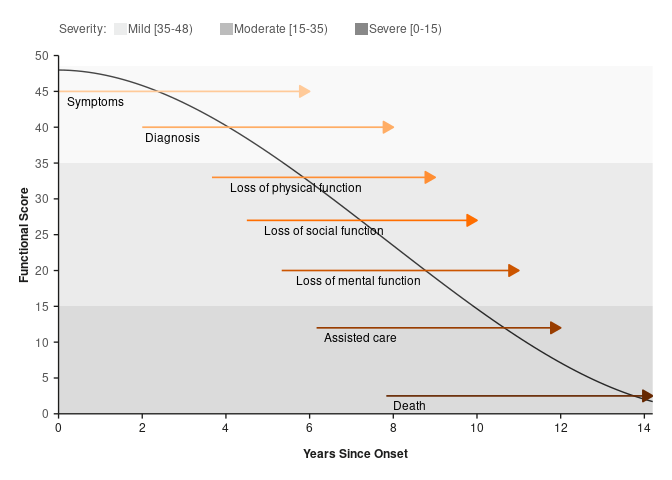 Severity: Mild [35-48) Moderate [15-35) Severe [0-15)
50
45
40
35
30
25
20
15
10
5
0
Functional Score
Symptoms
Diagnosis
Loss of physical function
Loss of social function
Loss of mental function
Assisted care
Death
0 2 4 6 8 10 12 14
Years Since Onset